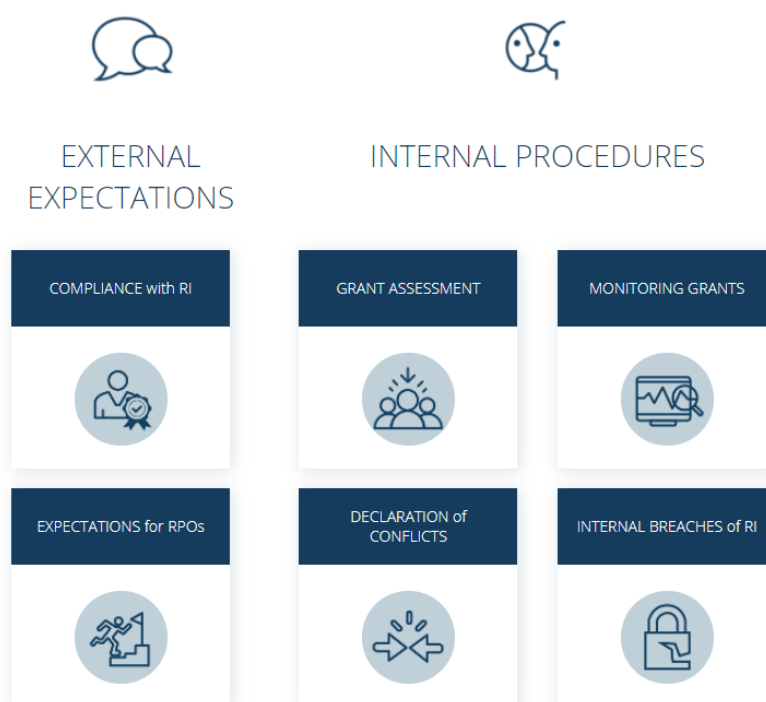 EXTERNAL
EXPECTATIONS
INTERNAL PROCEDURES
COMPLIANCE with RI
GRANT ASSESSMENT
MONITORING GRANTS
EXPECTATIONS for RPOs
DECLARATION of
CONFLICTS
INTERNAL BREACHES of RI